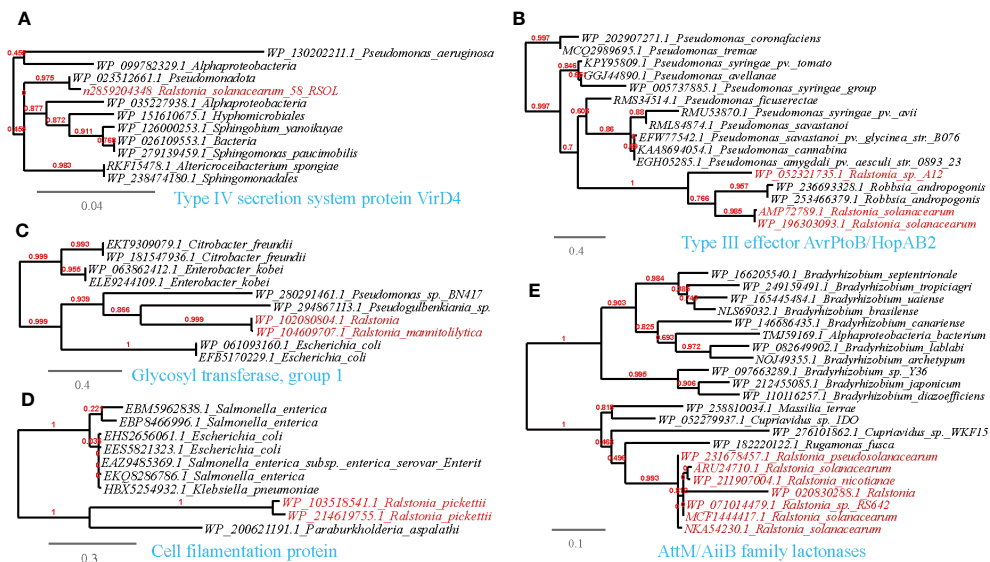 A
0.458
WP_130202211.1_Pseudomonas_aeruginosa
WP_099782329.1_Alphaproteobacteria
0.975
WP_023512661.1_Pseudomonadota
n2859204348_Ralstonia_solanacearum_58_RSOL
WP_035227938.1_Alphaproteobacteria
0.877
WP_151610675.1_Hyphomicrobiales
0.872
WP_126000253.1_Sphingobium_yanoikuyae
0.911
WP_026109553.1_Bacteria
WP_279139459.1_Sphingomonas_paucimobilis
0.983
RKF15478.1_Altericroceibacterium_spongiae
WP_238474180.1_Sphingomonadales
0.04
Type IV secretion system protein VirD4
B
0.997
WP_202907271.1_Pseudomonas_coronafaciens
MCQ2989695.1_Pseudomonas_tremae
0.846
KPY95809.1_Pseudomonas_syringae_pv._tomato
GGJ44890.1_Pseudomonas_avellanae
WP_005737885.1_Pseudomonas_syringae_group
0.997
RMS34514.1_Pseudomonas_ficuserectae
0.88
RMU53870.1_Pseudomonas_syringae_pv._avii
RML84874.1_Pseudomonas_savastanoi
0.86
EFW77542.1_Pseudomonas_savastanoi_pv._glycinea_str._B076
KAA8694054.1_Pseudomonas_cannabina
0.7
EGH05285.1_Pseudomonas_amygdali_pv._aesculi_str._0893_23
1
WP_052321735.1_Ralstonia_sp._A12
0.957
WP_236693328.1_Robbsia_andropogonis
0.766
WP_253466379.1_Robbsia_andropogonis
0.985
AMP72789.1_Ralstonia_solanacearum
WP_196303093.1_Ralstonia_solanacearum
0.4
Type III effector AvrPtoB/HopAB2
C
0.993
EKT9309079.1_Citrobacter_freundii
0.999
WP_181547936.1_Citrobacter_freundii
0.955
WP_063862412.1_Enterobacter_kobei
ELE9244109.1_Enterobacter_kobei
0.939
WP_280291461.1_Pseudomonas_sp._BN417
0.866
WP_294867113.1_Pseudogulbenkiania_sp.
0.999
0.999
WP_102080804.1_Ralstonia
WP_104609707.1_Ralstonia_mannitolilytica
1
WP_061093160.1_Escherichia_coli
EFB5170229.1_Escherichia_coli
0.4
Glycosyl transferase, group 1
D
EBM5962838.1_Salmonella_enterica
EBP8466996.1_Salmonella_enterica
1
EHS2656061.1_Escherichia_coli
EES5821323.1_Escherichia_coli
EAZ9485369.1_Salmonella_enterica_subsp._enterica_serovar_Enterit
EKQ8286786.1_Salmonella_enterica
HBX5254932.1_Klebsiella_pneumoniae
1
1
WP_103518541.1_Ralstonia_pickettii
WP_214619755.1_Ralstonia_pickettii
WP_200621191.1_Paraburkholderia_aspalathi
0.3
Cell filamentation protein
E
0.984
WP_166205540.1_Bradyrhizobium_septentrionale
WP_249159491.1_Bradyrhizobium_tropiciagri
WP_165445484.1_Bradyrhizobium_uaiense
0.903
NLS69032.1_Bradyrhizobium_brasilense
WP_146686435.1_Bradyrhizobium_canariense
0.825
TMJ59169.1_Alphaproteobacteria_bacterium
0.693
0.972
WP_082649902.1_Bradyrhizobium_lablabi
NOJ49355.1_Bradyrhizobium_archetypum
1
WP_097663289.1_Bradyrhizobium_sp._Y36
0.995
0.906
WP_212455085.1_Bradyrhizobium_japonicum
WP_110116257.1_Bradyrhizobium_diazoefficiens
WP_258810034.1_Massilia_terrae
WP_052279937.1_Cupriavidus_sp._IDO
1
WP_276101862.1_Cupriavidus_sp._WKF15
WP_182220122.1_Rugamonas_fusca
0.496
WP_231678457.1_Ralstonia_pseudosolanacearum
ARU24710.1_Ralstonia_solanacearum
0.993
WP_211907004.1_Ralstonia_nicotianae
WP_020830288.1_Ralstonia
WP_071014479.1_Ralstonia_sp._RS642
MCF1444417.1_Ralstonia_solanacearum
NKA54230.1_Ralstonia_solanacearum
0.1
AttM/AiiB family lactonases